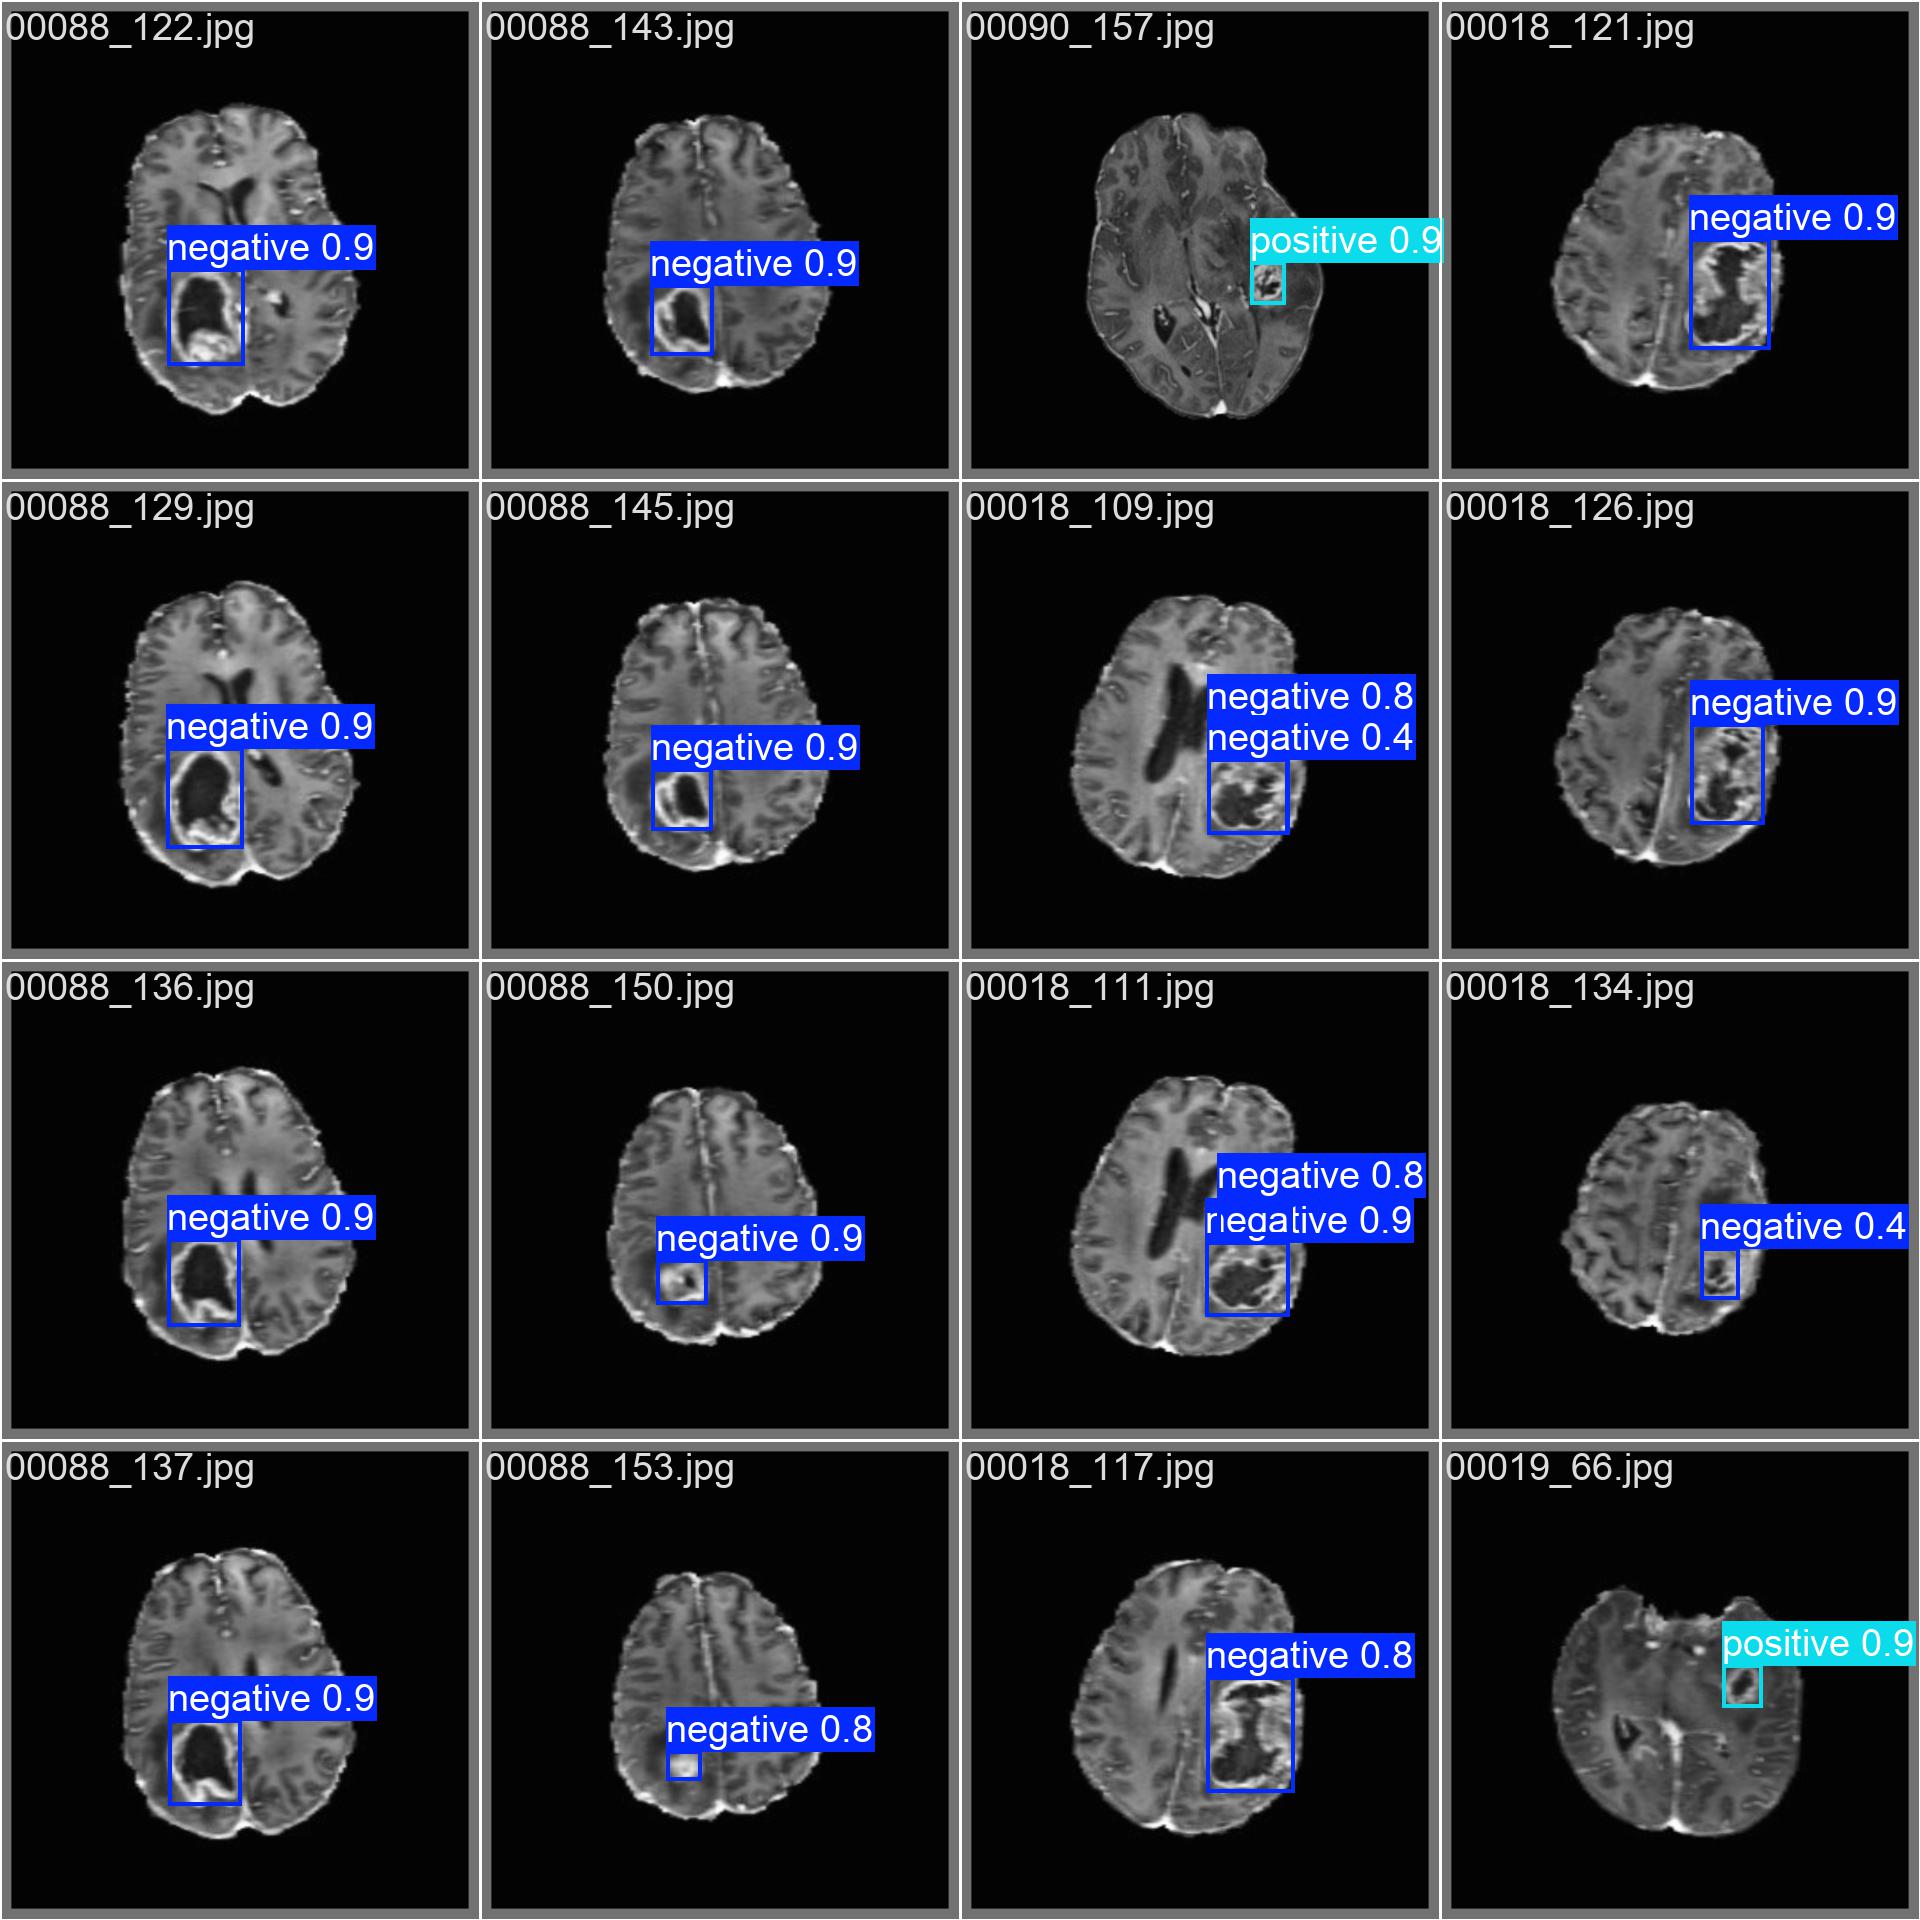 00088_122.jpg
negative 0.9
00088_143.jpg
negative 0.9
00090_157.jpg
positive 0.9
00018_121.jpg
negative 0.9
00088_129.jpg
negative 0.9
00088_145.jpg
negative 0.9
00018_109.jpg
negative 0.8
negative 0.4
00018_126.jpg
negative 0.9
00088_136.jpg
negative 0.9
00088_150.jpg
negative 0.9
00018_111.jpg
negative 0.8
negative 0.9
00018_134.jpg
negative 0.4
00088_137.jpg
negative 0.9
00088_153.jpg
negative 0.8
00018_117.jpg
negative 0.8
00019_66.jpg
positive 0.9